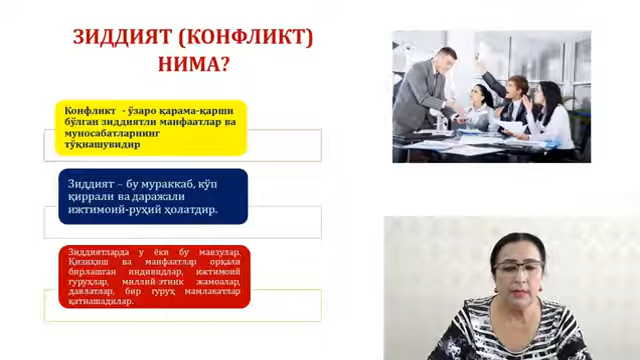 ЗИДДИЯТ (КОНФЛИКТ)
НИМА?
Конфликт - ўзаро қарама-қарши
бўлган зиддиятли манфаатлар ва
муносабатларнинг
тўқнашувидир
Зиддият – бу мураккаб, кўп
қиррали ва даражали
ижтимоий-руҳий ҳолатдир.
Зиддиятларда у ёки бу мавзулар,
Қизиқиш ва манфаатлар орқали
бирлашган индивидлар, ижтимоий
гуруҳлар, миллий-этник жамоалар,
давлатлар, бир гуруҳ мамлакатлар
қатнашадилар.